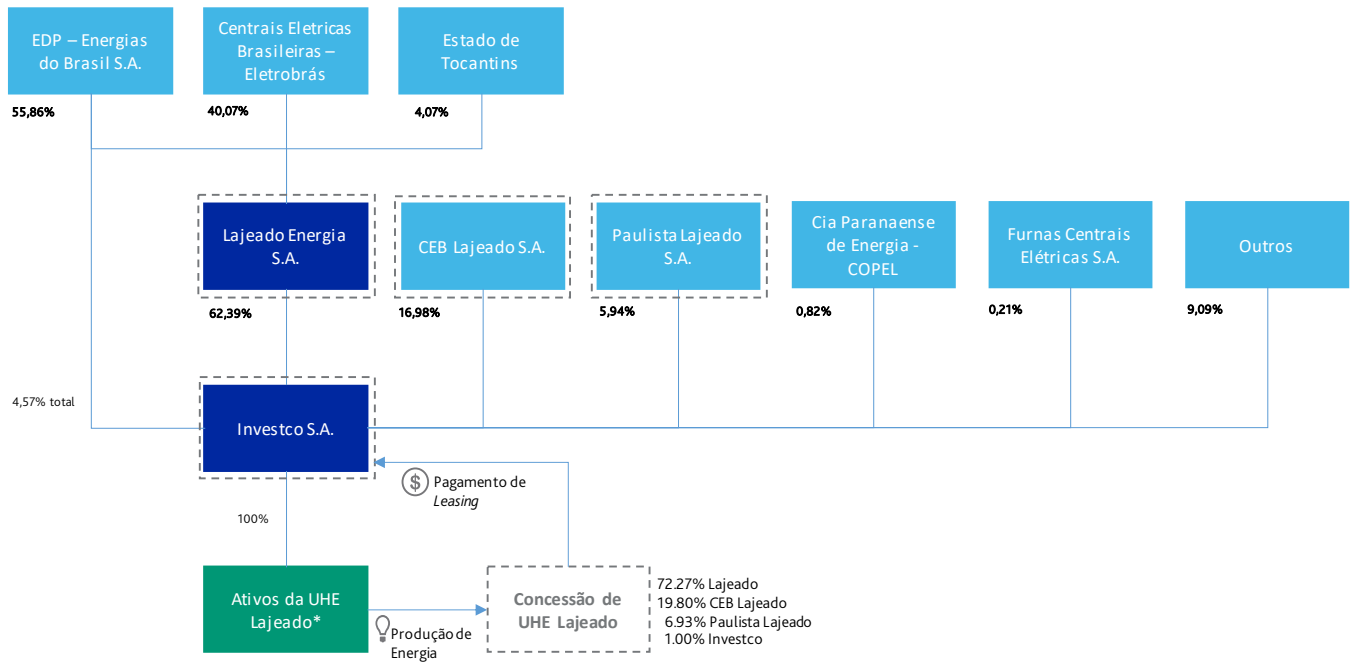 EDP – Energias
do Brasil S.A.
Centrais Eletricas
Brasileiras –
Eletrobrás
Estado de
Tocantins
55,86%
40,07%
4,07%
Lajeado Energia
S.A.
CEB Lajeado S.A.
Paulista Lajeado
S.A.
Cia Paranaense
de Energia -
COPEL
Furnas Centrais
Elétricas S.A.
Outros
62,39%
16,98%
5,94%
0,82%
0,21%
9,09%
4,57% total
Investco S.A.
$ Pagamento de
Leasing
100%
Ativos da UHE
Lajeado*
Produção de
Energia
Concessão de
UHE Lajeado
72.27% Lajeado
19.80% CEB Lajeado
6.93% Paulista Lajeado
1.00% Investco